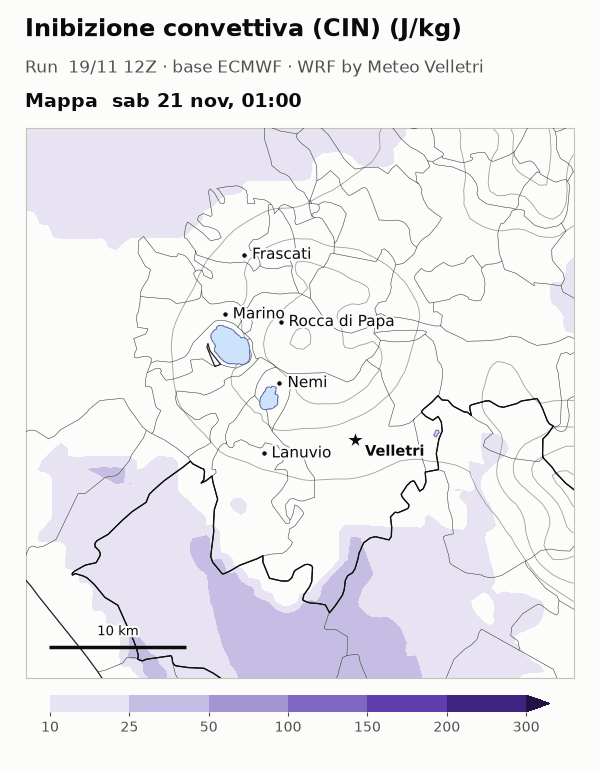 Inibizione convettiva (CIN) (J/kg)
Run  19/11 12Z · base ECMWF · WRF by Meteo Velletri
Mappa  sab 21 nov, 01:00
Frascati
Marino
Rocca di Papa
Nemi
Velletri
Lanuvio
10 km
10 25 50 100 150 200 300